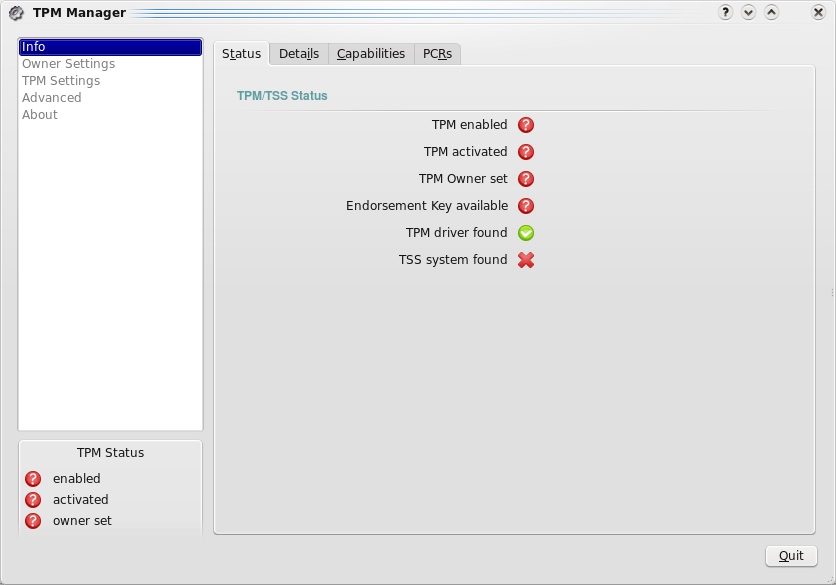 TPM Manager
Info
Owner Settings
TPM Settings
Advanced
About
Status Details Capabilities PCRs
TPM/TSS Status
TPM enabled
TPM activated
TPM Owner set
Endorsement Key available
TPM driver found
TSS system found
TPM Status
enabled
activated
owner set
Quit